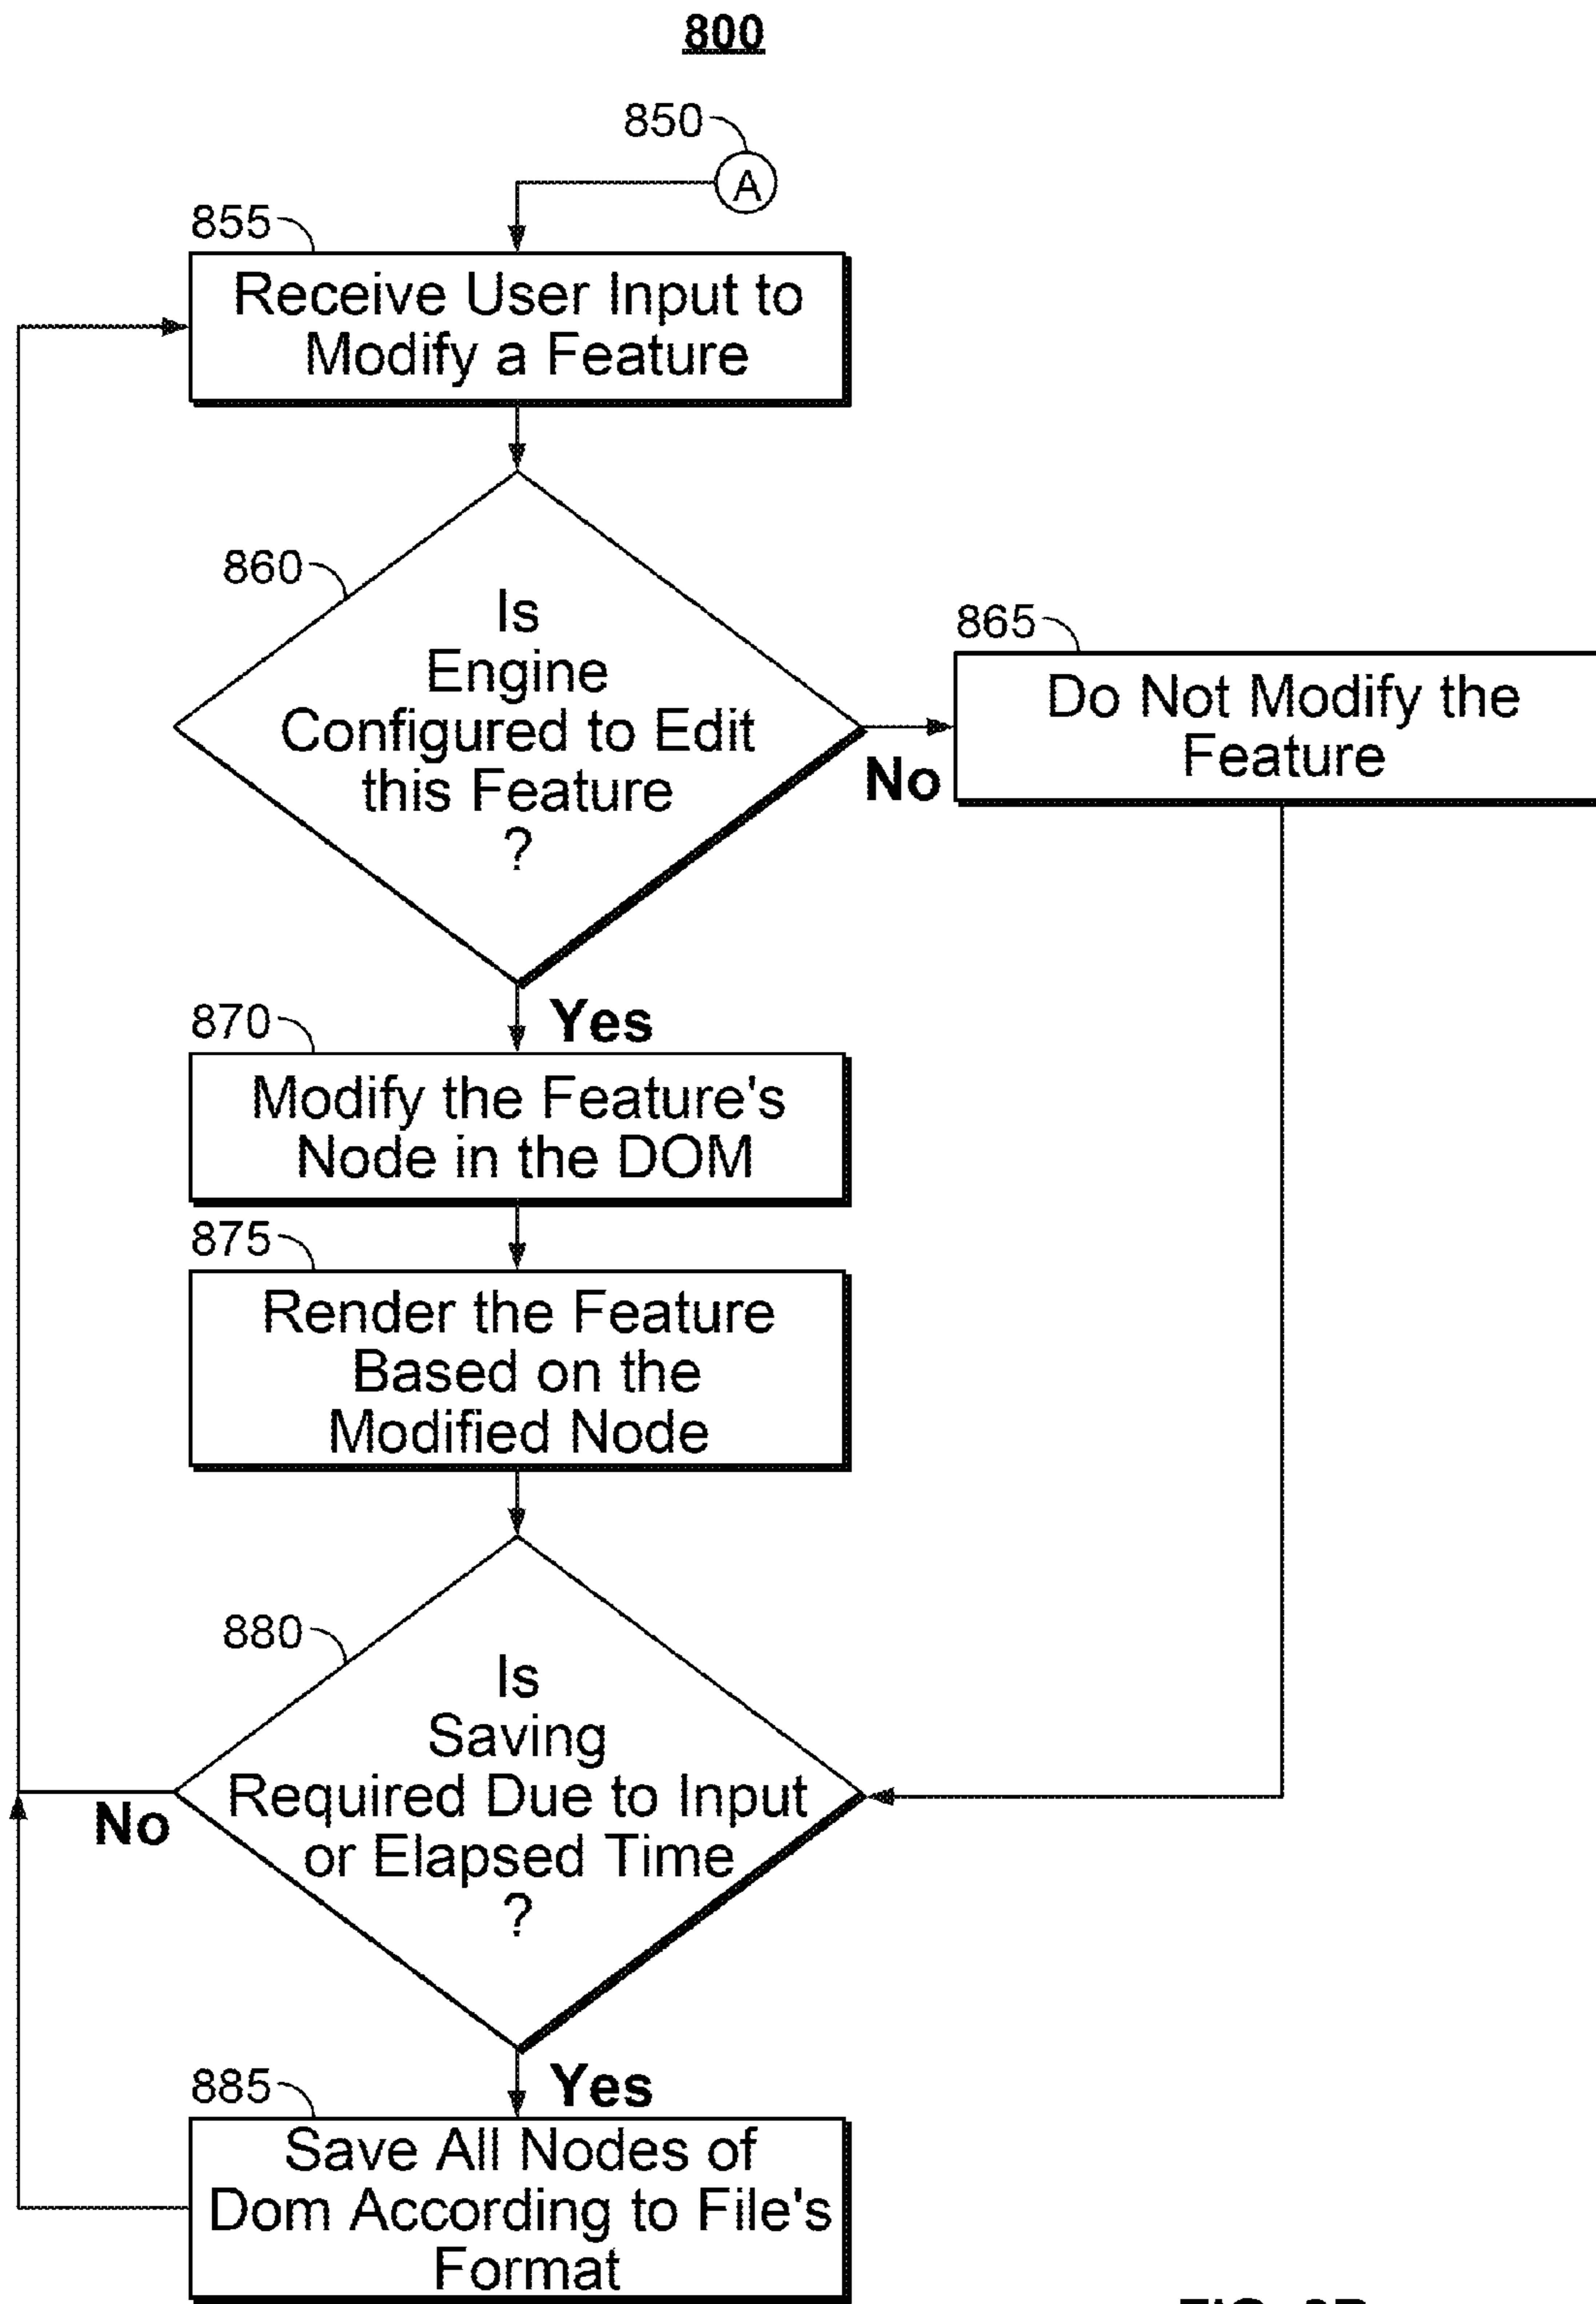 800
850
A
855
Receive User Input to
Modify a Feature
860
Is
Engine
Configured to Edit
this Feature
?
No
865
Do Not Modify the
Feature
Yes
870
Modify the Feature's
Node in the DOM
875
Render the Feature
Based on the
Modified Node
880
Is
Saving
Required Due to Input
or Elapsed Time
?
No
Yes
885
Save All Nodes of
Dom According to File's
Format